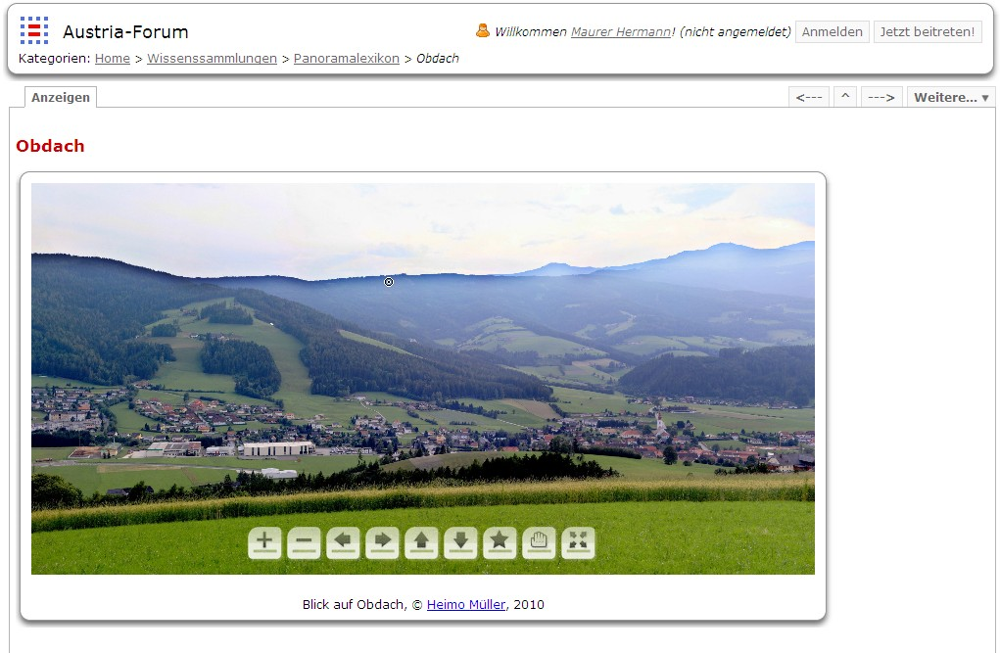 Austria-Forum
Willkommen Maurer Hermann! (nicht angemeldet) Anmelden Jetzt beitreten!
Kategorien: Home > Wissenssammlungen > Panoramalexikon > Obdach
Anzeigen <--- ^ ---> Weitere... ▼
Obdach
Blick auf Obdach, © Heimo Müller, 2010